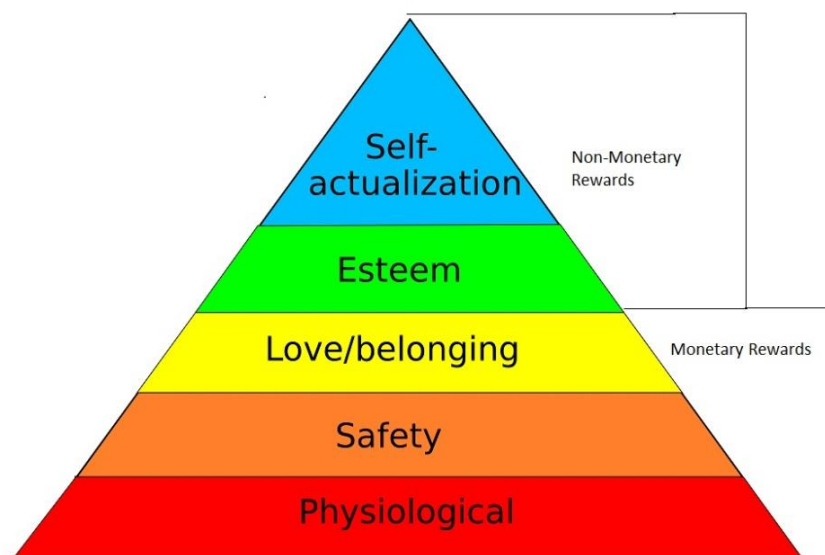 Self-
actualization
Non-Monetary
Rewards
Esteem
Love/belonging
Monetary Rewards
Safety
Physiological